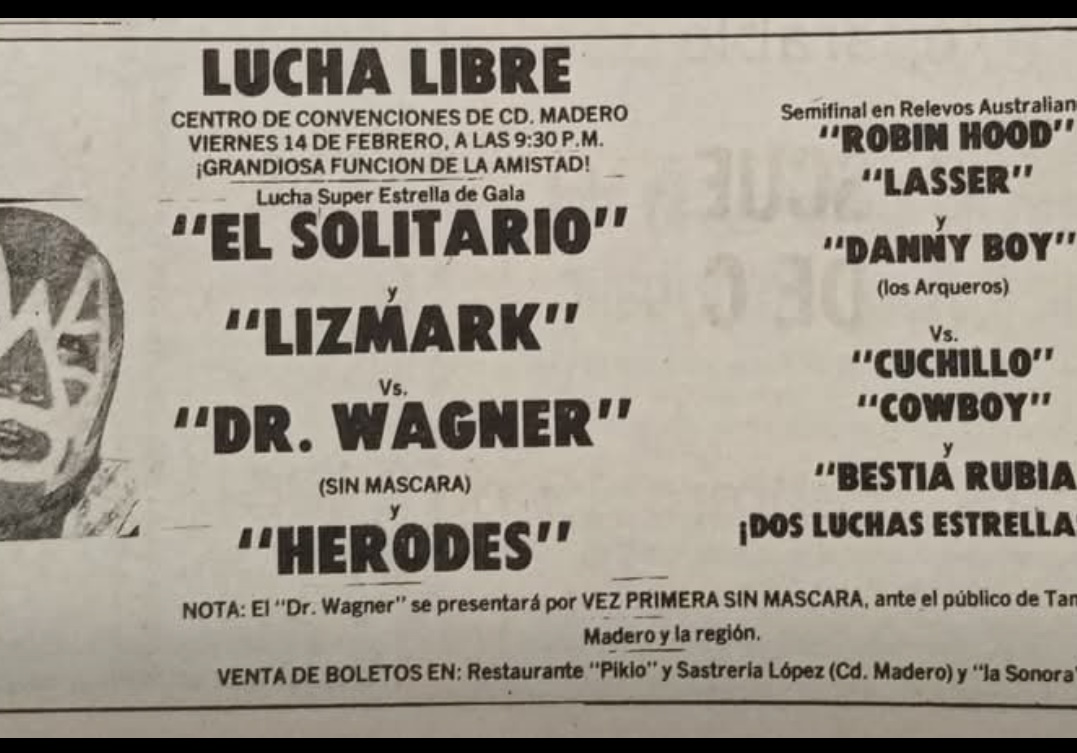 LUCHA LIBRE
CENTRO DE CONVENCIONES DE CD. MADERO
VIERNES 14 DE FEBRERO, A LAS 9:30 P.M.
¡GRANDIOSA FUNCION DE LA AMISTAD!
Lucha Super Estrella de Gala
"EL SOLITARIO"
y
"LIZMARK"
Vs.
"DR. WAGNER"
(SIN MASCARA)
y
"HERODES"
Semifinal en Relevos Australian
"ROBIN HOOD"
"LASSER"
y
"DANNY BOY"
(los Arqueros)
Vs.
"CUCHILLO"
"COWBOY"
y
"BESTIA RUBIA
¡DOS LUCHAS ESTRELLA
NOTA: El "Dr. Wagner" se presentará por VEZ PRIMERA SIN MASCARA, ante el público de Tam
Madero y la región.
VENTA DE BOLETOS EN: Restaurante "Pikio" y Sastrería López (Cd. Madero) y "la Sonora"